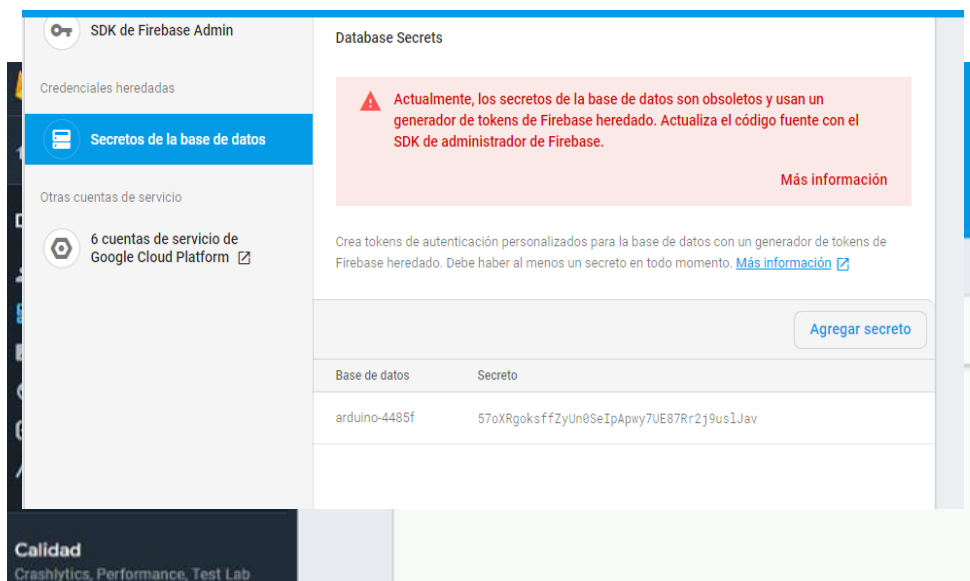 SDK de Firebase Admin
Credenciales heredadas
Secretos de la base de datos
Otras cuentas de servicio
6 cuentas de servicio de
Google Cloud Platform
Database Secrets
Actualmente, los secretos de la base de datos son obsoletos y usan un
generador de tokens de Firebase heredado. Actualiza el código fuente con el
SDK de administrador de Firebase.
Más información
Crea tokens de autenticación personalizados para la base de datos con un generador de tokens de
Firebase heredado. Debe haber al menos un secreto en todo momento. Más información
Agregar secreto
Base de datos Secreto
arduino-4485f 57oXRgoksffZyUn0SeIpApwy7UE87Rr2j9uslJav
Calidad
Crashlytics, Performance, Test Lab